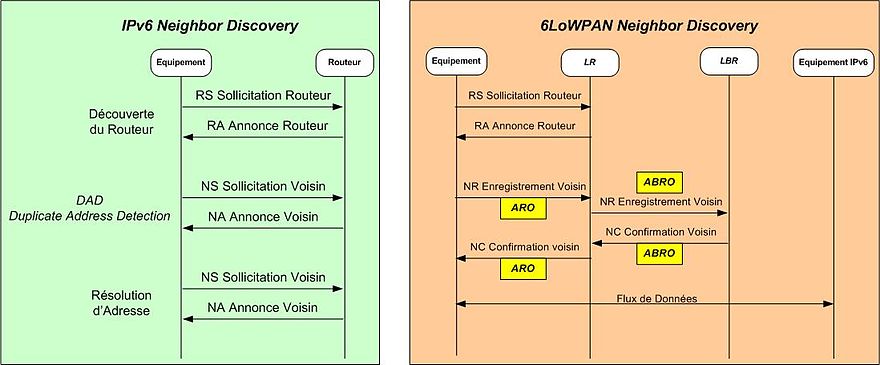 IPv6 Neighbor Discovery
Equipement
Routeur
RS Sollicitation Routeur
Découverte
du Routeur
RA Annonce Routeur
NS Sollicitation Voisin
DAD
Duplicate Address Detection
NA Annonce Voisin
NS Sollicitation Voisin
Résolution
d'Adresse
NA Annonce Voisin
6LoWPAN Neighbor Discovery
Equipement
LR
LBR
Equipement IPv6
RS Sollicitation Routeur
RA Annonce Routeur
ABRO
NR Enregistrement Voisin
ARO
NR Enregistrement Voisin
NC Confirmation Voisin
NC Confirmation voisin
ABRO
ARO
Flux de Données